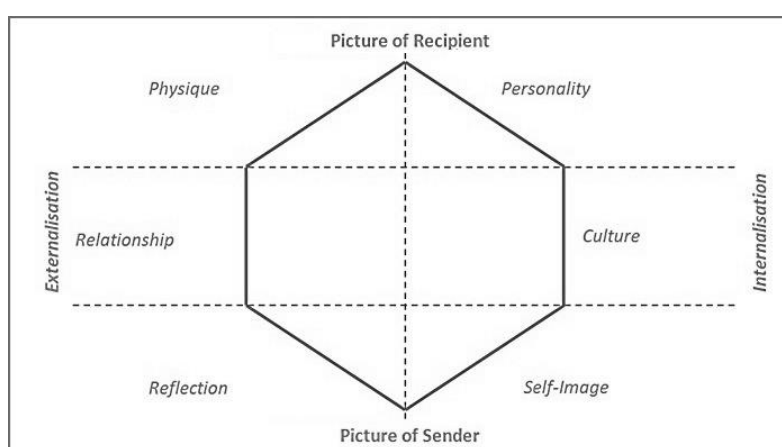 Picture of Recipient
Physique
Personality
Externalisation
Relationship
Culture
Internalisation
Reflection
Self-Image
Picture of Sender